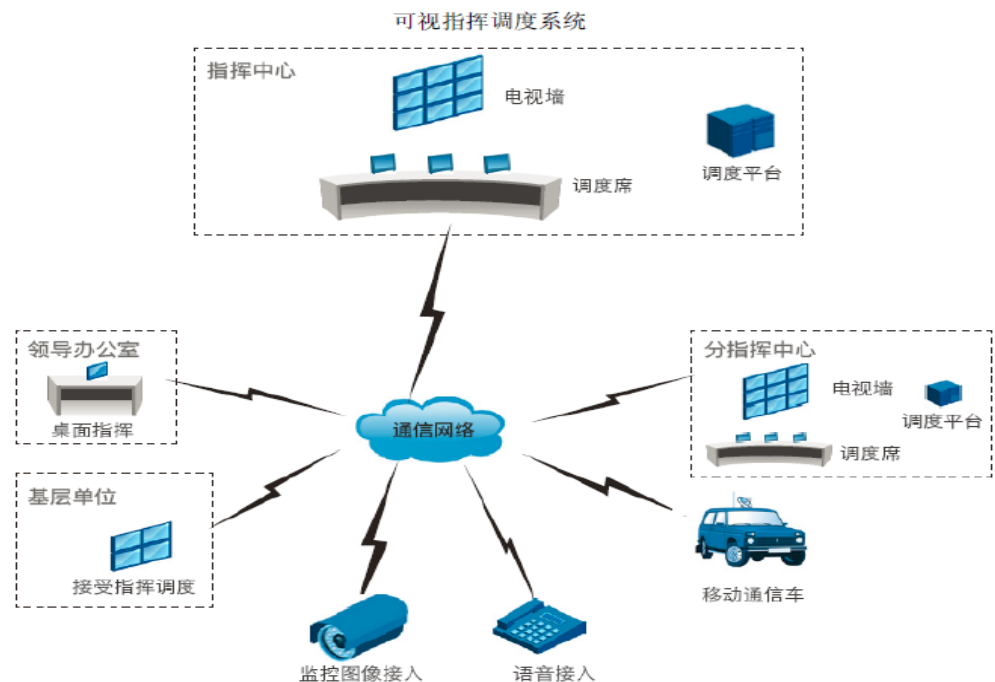 可视指挥调度系统
指挥中心
电视墙
调度平台
调度席
领导办公室
桌面指挥
通信网络
分指挥中心
电视墙
调度平台
调度席
基层单位
接受指挥调度
移动通信车
监控图像接入
语音接入